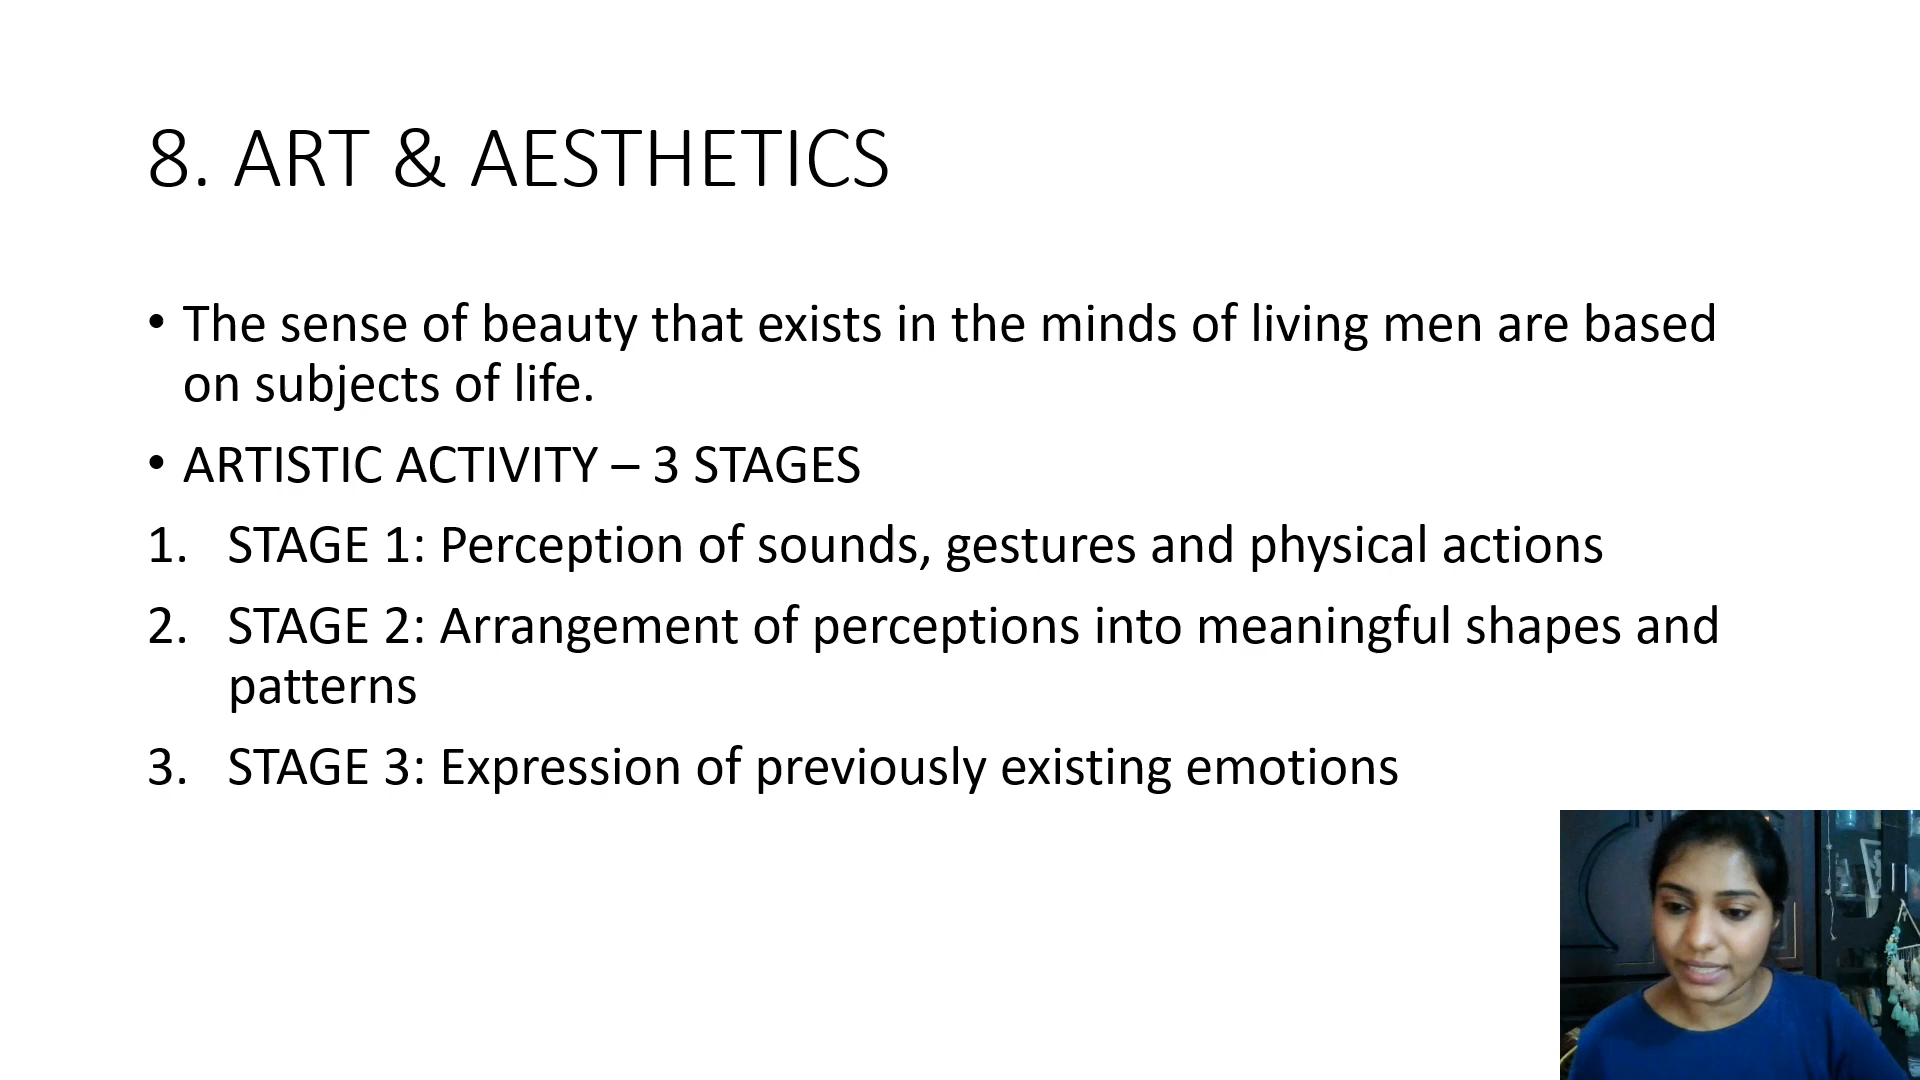 8. ART & AESTHETICS
• The sense of beauty that exists in the minds of living men are based
on subjects of life.
• ARTISTIC ACTIVITY – 3 STAGES
1. STAGE 1: Perception of sounds, gestures and physical actions
2. STAGE 2: Arrangement of perceptions into meaningful shapes and
patterns
3. STAGE 3: Expression of previously existing emotions